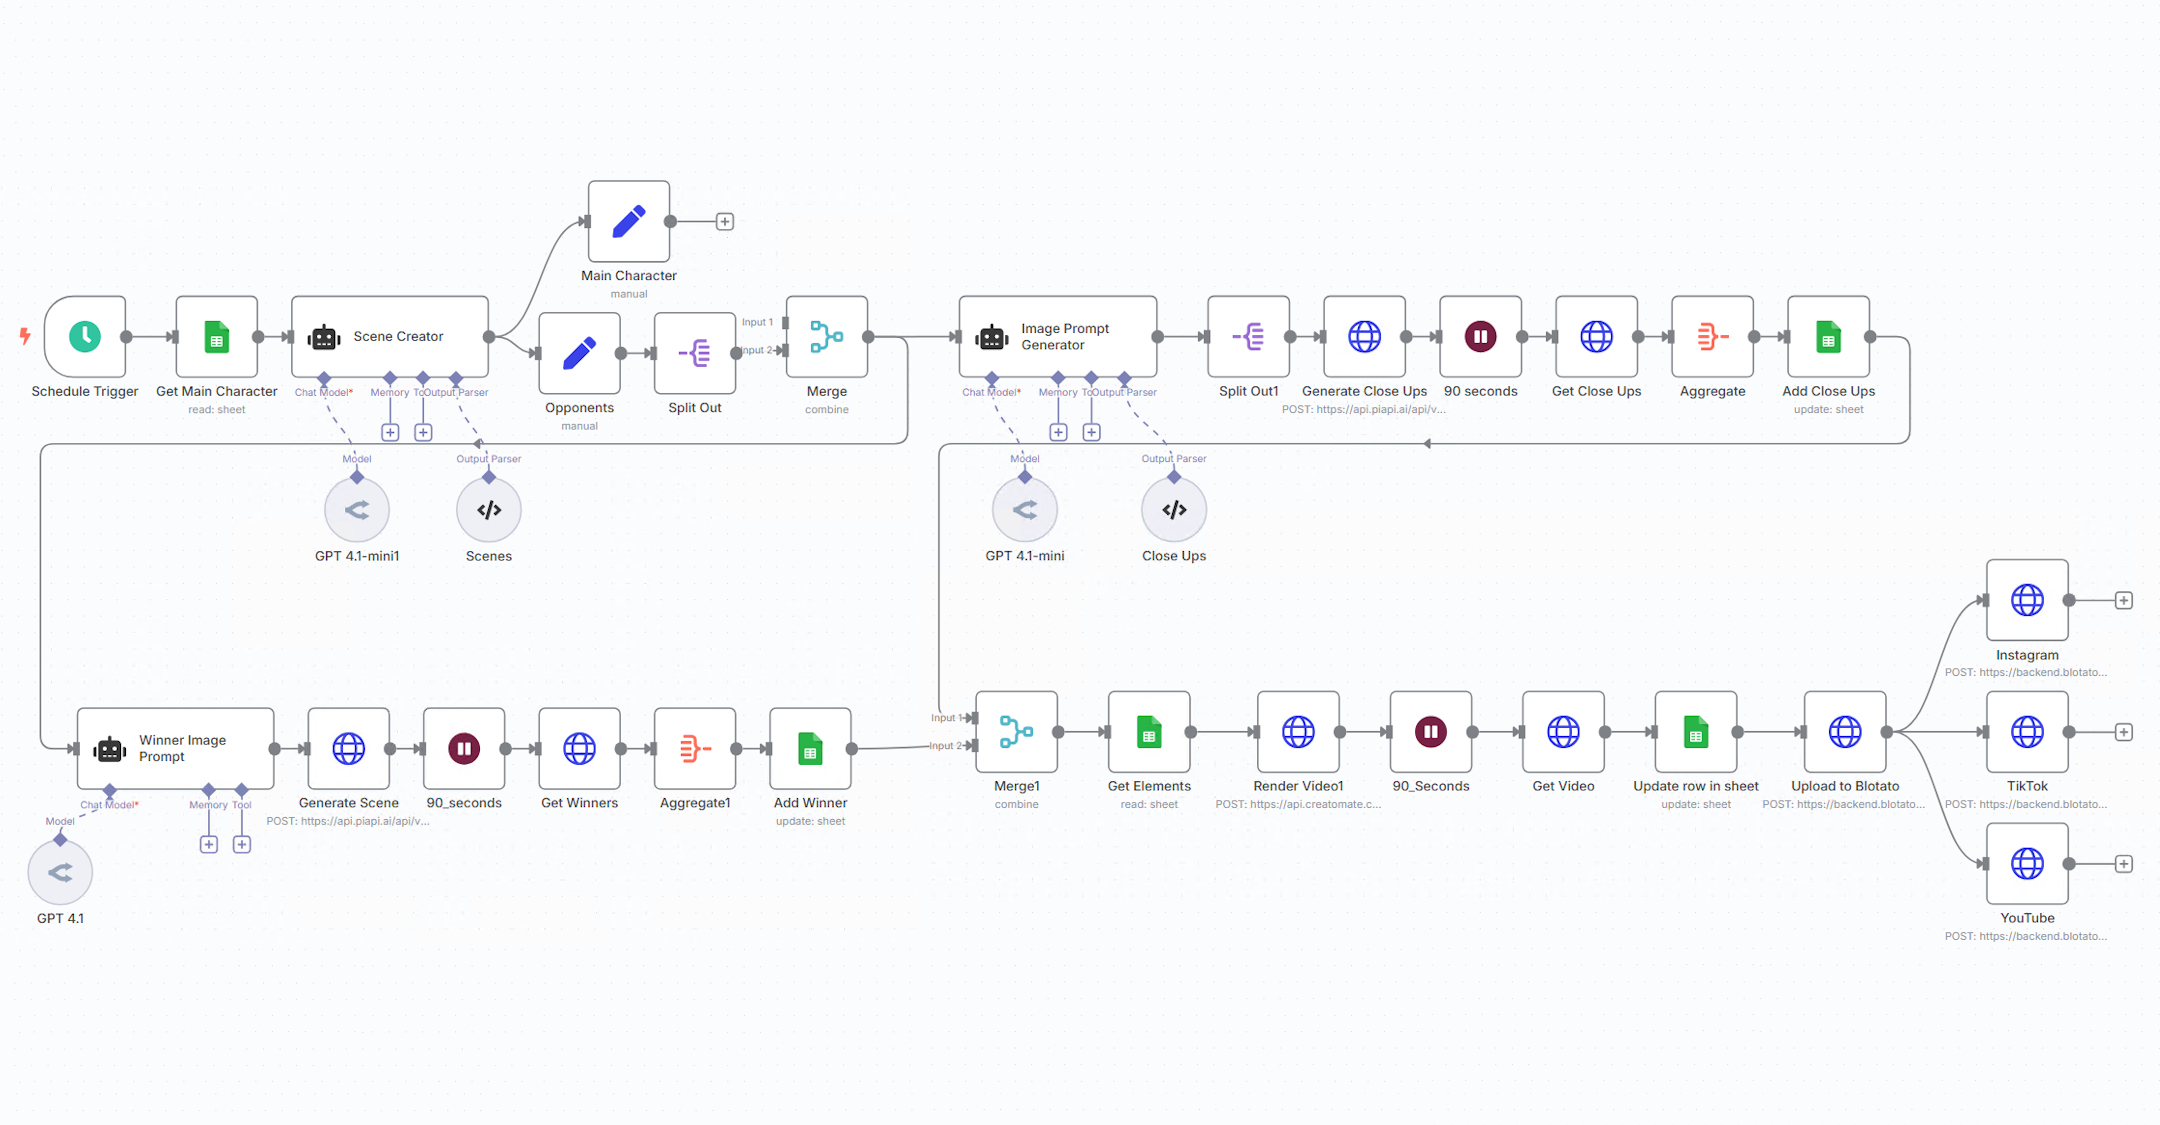 Main Character
manual
Schedule Trigger
Get Main Character
read: sheet
Scene Creator
Chat Model*
Memory
To
Output Parser
Opponents
manual
Split Out
Input 1
Input 2
Merge
combine
Image Prompt
Generator
Chat Model*
Memory
To
Output Parser
Split Out1
Generate Close Ups
POST: https://api.piapi.ai/api/v...
90 seconds
Get Close Ups
Aggregate
Add Close Ups
update: sheet
Model
Output Parser
GPT 4.1-mini1
Scenes
Model
Output Parser
GPT 4.1-mini
Close Ups
Winner Image
Prompt
Chat Model*
Memory
Tool
Model
GPT 4.1
Generate Scene
POST: https://api.piapi.ai/api/v...
90_seconds
Get Winners
Aggregate1
Add Winner
update: sheet
Input 1
Input 2
Merge1
combine
Get Elements
read: sheet
Render Video1
POST: https://api.creatomate.c...
90_Seconds
Get Video
Update row in sheet
update: sheet
Upload to Blotato
POST: https://backend.blotato...
Instagram
POST: https://backend.blotato...
TikTok
POST: https://backend.blotato...
YouTube
POST: https://backend.blotato...